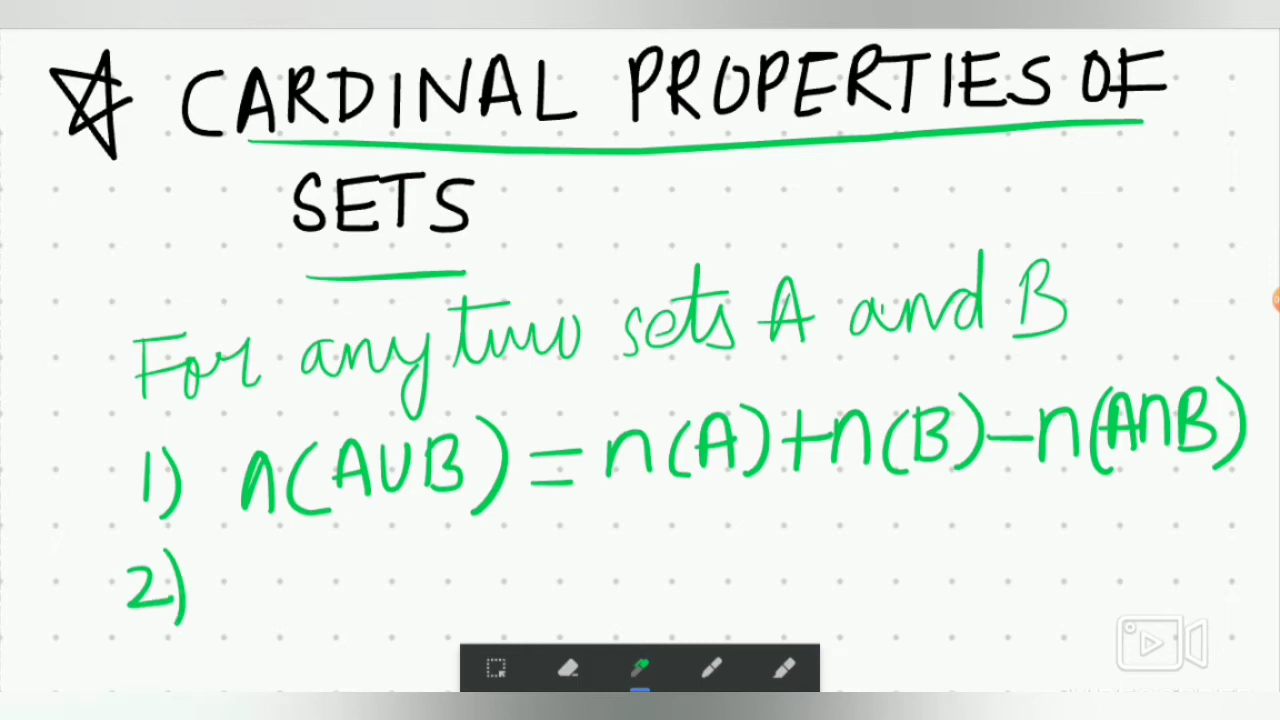 ☆ CARDINAL PROPERTIES OF
SETS
For any two sets A and B
1) n(A∪B) = n(A)+n(B)-n(A∩B)
2)